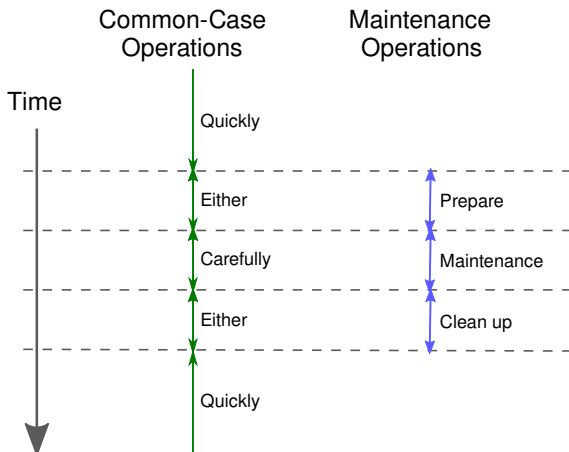 Common-Case
Operations
Maintenance
Operations
Time
Quickly
Either
Prepare
Carefully
Maintenance
Either
Clean up
Quickly